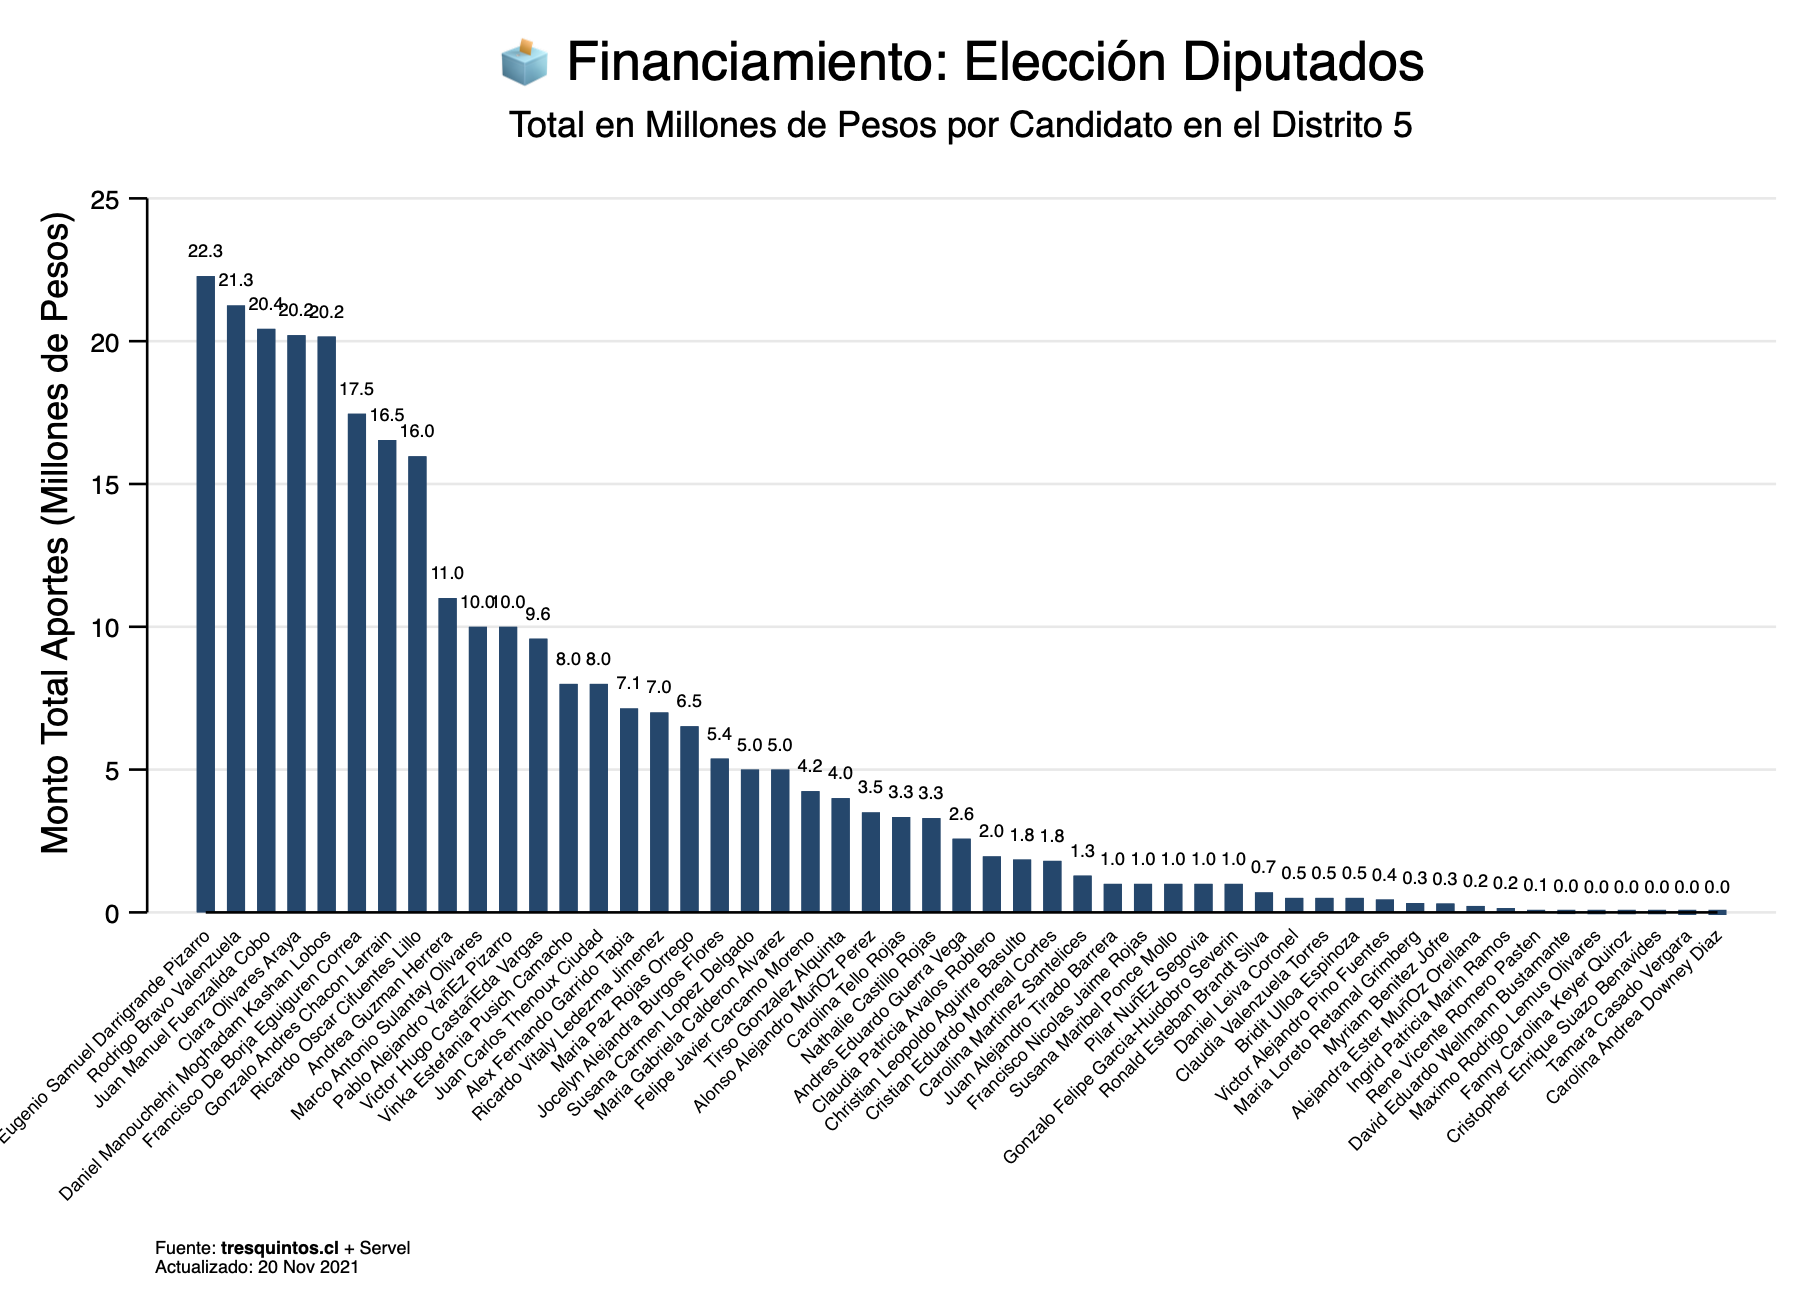 Financiamiento: Elección Diputados
Total en Millones de Pesos por Candidato en el Distrito 5
Monto Total Aportes (Millones de Pesos)
25
20
15
10
5
0
22.3
21.3
20.4
20.2
20.2
17.5
16.5
16.0
11.0
10.0
10.0
9.6
8.0
8.0
7.1
7.0
6.5
5.4
5.0
5.0
4.2
4.0
3.5
3.3
3.3
2.6
2.0
1.8
1.8
1.3
1.0
1.0
1.0
1.0
1.0
0.7
0.5
0.5
0.5
0.4
0.3
0.3
0.2
0.2
0.1
0.0
0.0
0.0
0.0
0.0
0.0
Eugenio Samuel Darrigrande Pizarro
Rodrigo Bravo Valenzuela
Juan Manuel Fuenzalida Cobo
Clara Olivares Araya
Daniel Manouchehri Moghadam Kashan Lobos
Francisco De Borja Eguiguren Correa
Gonzalo Andres Chacon Larrain
Ricardo Oscar Cifuentes Lillo
Andrea Guzman Herrera
Marco Antonio Sulantay Olivares
Pablo Alejandro YañEz Pizarro
Victor Hugo CastañEda Vargas
Vinka Estefania Pusich Camacho
Juan Carlos Thenoux Ciudad
Alex Fernando Garrido Tapia
Ricardo Vitaly Ledezma Jimenez
Maria Paz Rojas Orrego
Jocelyn Alejandra Burgos Flores
Susana Carmen Lopez Delgado
Maria Gabriela Calderon Alvarez
Felipe Javier Carcamo Moreno
Tirso Gonzalez Alquinta
Alonso Alejandro MuñOz Perez
Carolina Tello Rojas
Nathalie Castillo Rojas
Andres Eduardo Guerra Vega
Claudia Patricia Avalos Roblero
Christian Leopoldo Aguirre Basulto
Cristian Eduardo Monreal Cortes
Carolina Martinez Santelices
Juan Alejandro Tirado Barrera
Francisco Nicolas Jaime Rojas
Susana Maribel Ponce Mollo
Pilar NuñEz Segovia
Gonzalo Felipe Garcia-Huidobro Severin
Ronald Esteban Brandt Silva
Daniel Leiva Coronel
Claudia Valenzuela Torres
Bridit Ulloa Espinoza
Victor Alejandro Pino Fuentes
Maria Loreto Retamal Grimberg
Myriam Benitez Jofre
Alejandra Ester MuñOz Orellana
Ingrid Patricia Marin Ramos
Rene Vicente Romero Pasten
David Eduardo Wellmann Bustamante
Maximo Rodrigo Lemus Olivares
Fanny Carolina Keyer Quiroz
Cristopher Enrique Suazo Benavides
Tamara Casado Vergara
Carolina Andrea Downey Diaz
Fuente: tresquintos.cl + Servel
Actualizado: 20 Nov 2021